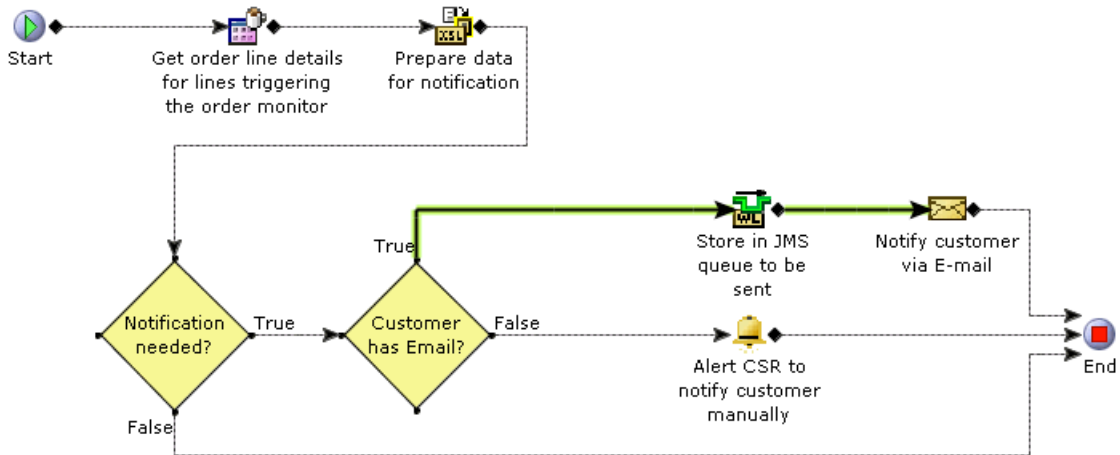 Start
Get order line details
for lines triggering
the order monitor
XSL
Prepare data
for notification
True
WL
Store in JMS
queue to be
sent
Notify customer
via E-mail
Notification
needed?
True
Customer
has Email?
False
Alert CSR to
notify customer
manually
End
False